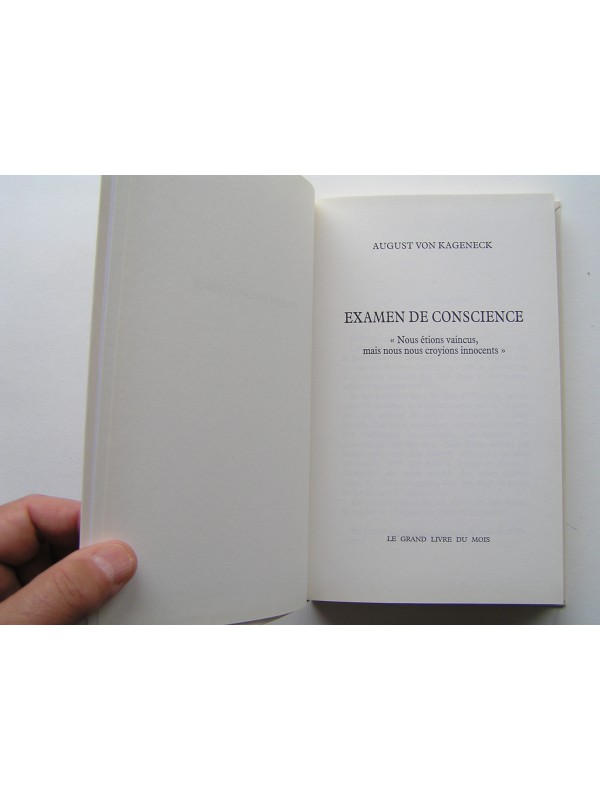 AUGUST VON KAGENECK
EXAMEN DE CONSCIENCE
« Nous étions vaincus,
mais nous nous croyions innocents »
LE GRAND LIVRE DU MOIS